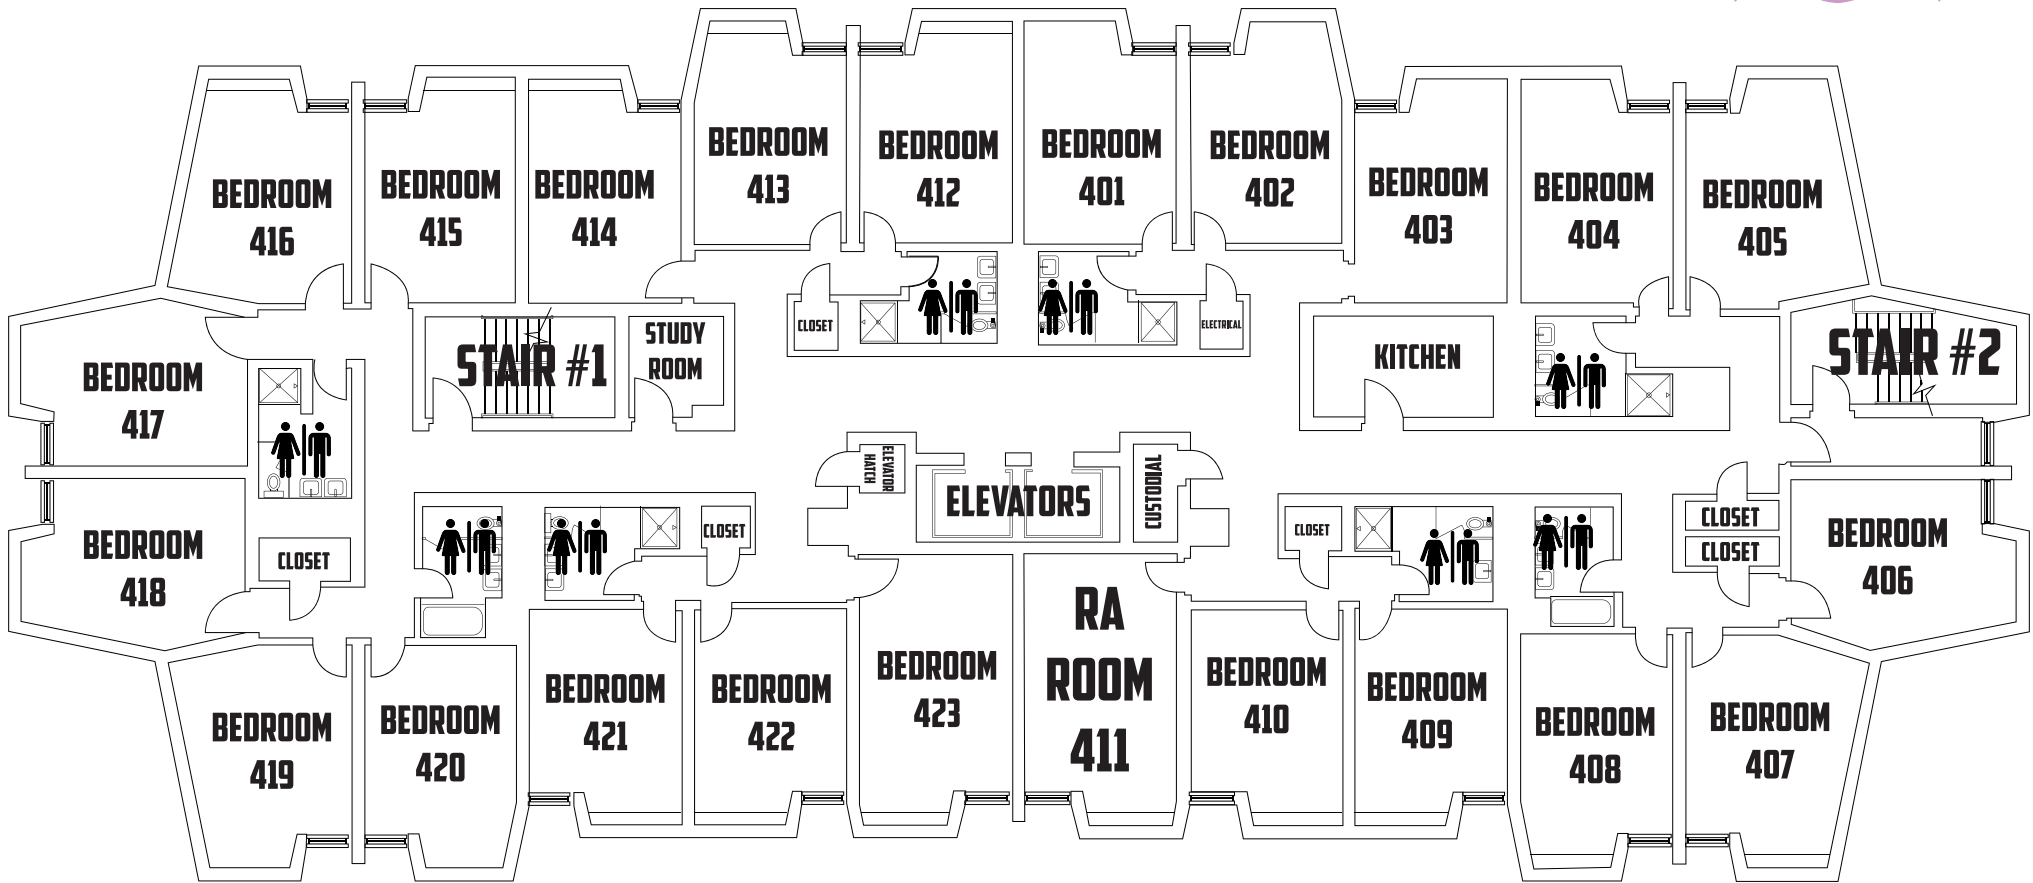 BEDROOM
416
BEDROOM
415
BEDROOM
414
BEDROOM
413
BEDROOM
412
BEDROOM
401
BEDROOM
402
BEDROOM
403
BEDROOM
404
BEDROOM
405
CLOSET
ELECTRICAL
STAIR #1
STUDY
ROOM
KITCHEN
STAIR #2
BEDROOM
417
ELEVATOR
HATCH
ELEVATORS
CUSTODIAL
BEDROOM
418
CLOSET
CLOSET
CLOSET
CLOSET
CLOSET
BEDROOM
406
BEDROOM
419
BEDROOM
420
BEDROOM
421
BEDROOM
422
BEDROOM
423
RA
ROOM
411
BEDROOM
410
BEDROOM
409
BEDROOM
408
BEDROOM
407